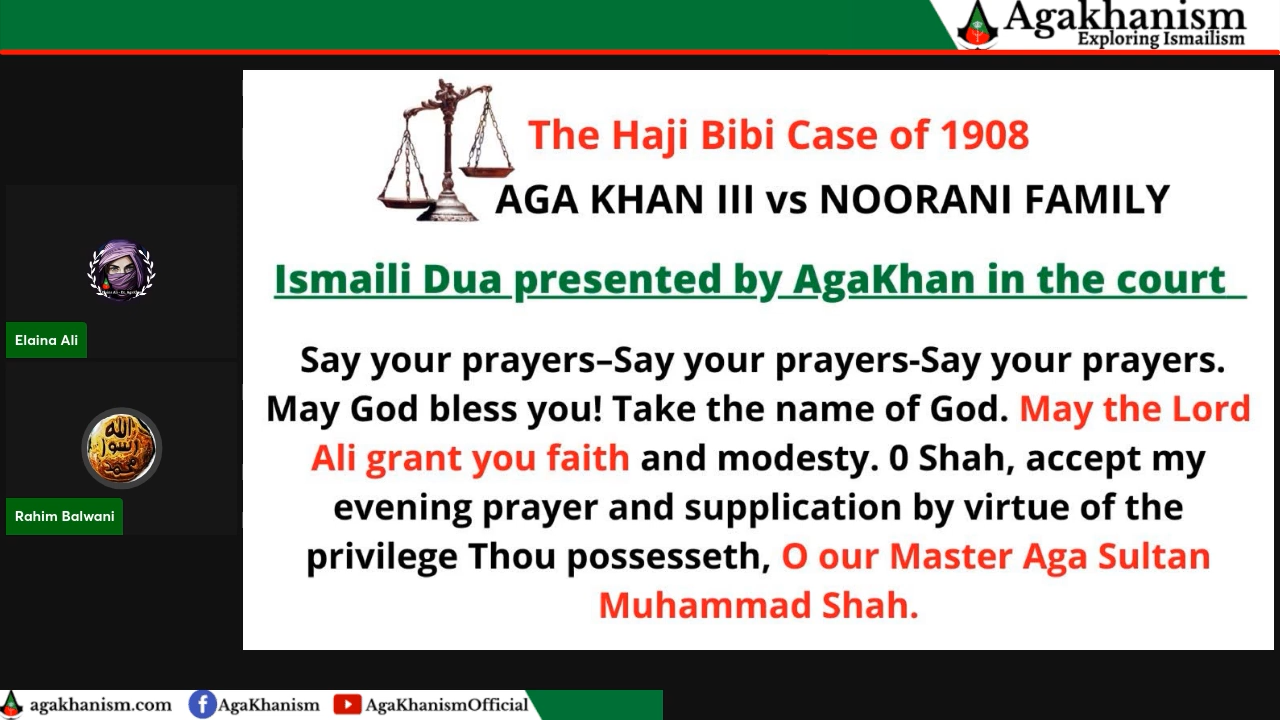 Agakhanism
Exploring Ismailism
The Haji Bibi Case of 1908
AGA KHAN III vs NOORANI FAMILY
Ismaili Dua presented by AgaKhan in the court
Say your prayers–Say your prayers-Say your prayers.
May God bless you! Take the name of God. May the Lord
Ali grant you faith and modesty. 0 Shah, accept my
evening prayer and supplication by virtue of the
privilege Thou possesseth, O our Master Aga Sultan
Muhammad Shah.
Elaina Ali
الله
رسول
محمد
Rahim Balwani
agakhanism.com AgaKhanism AgaKhanismOfficial